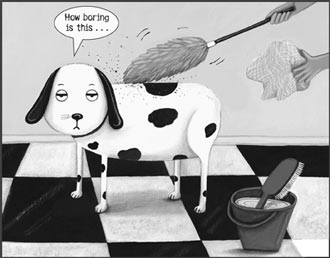 How boring
is this . . .